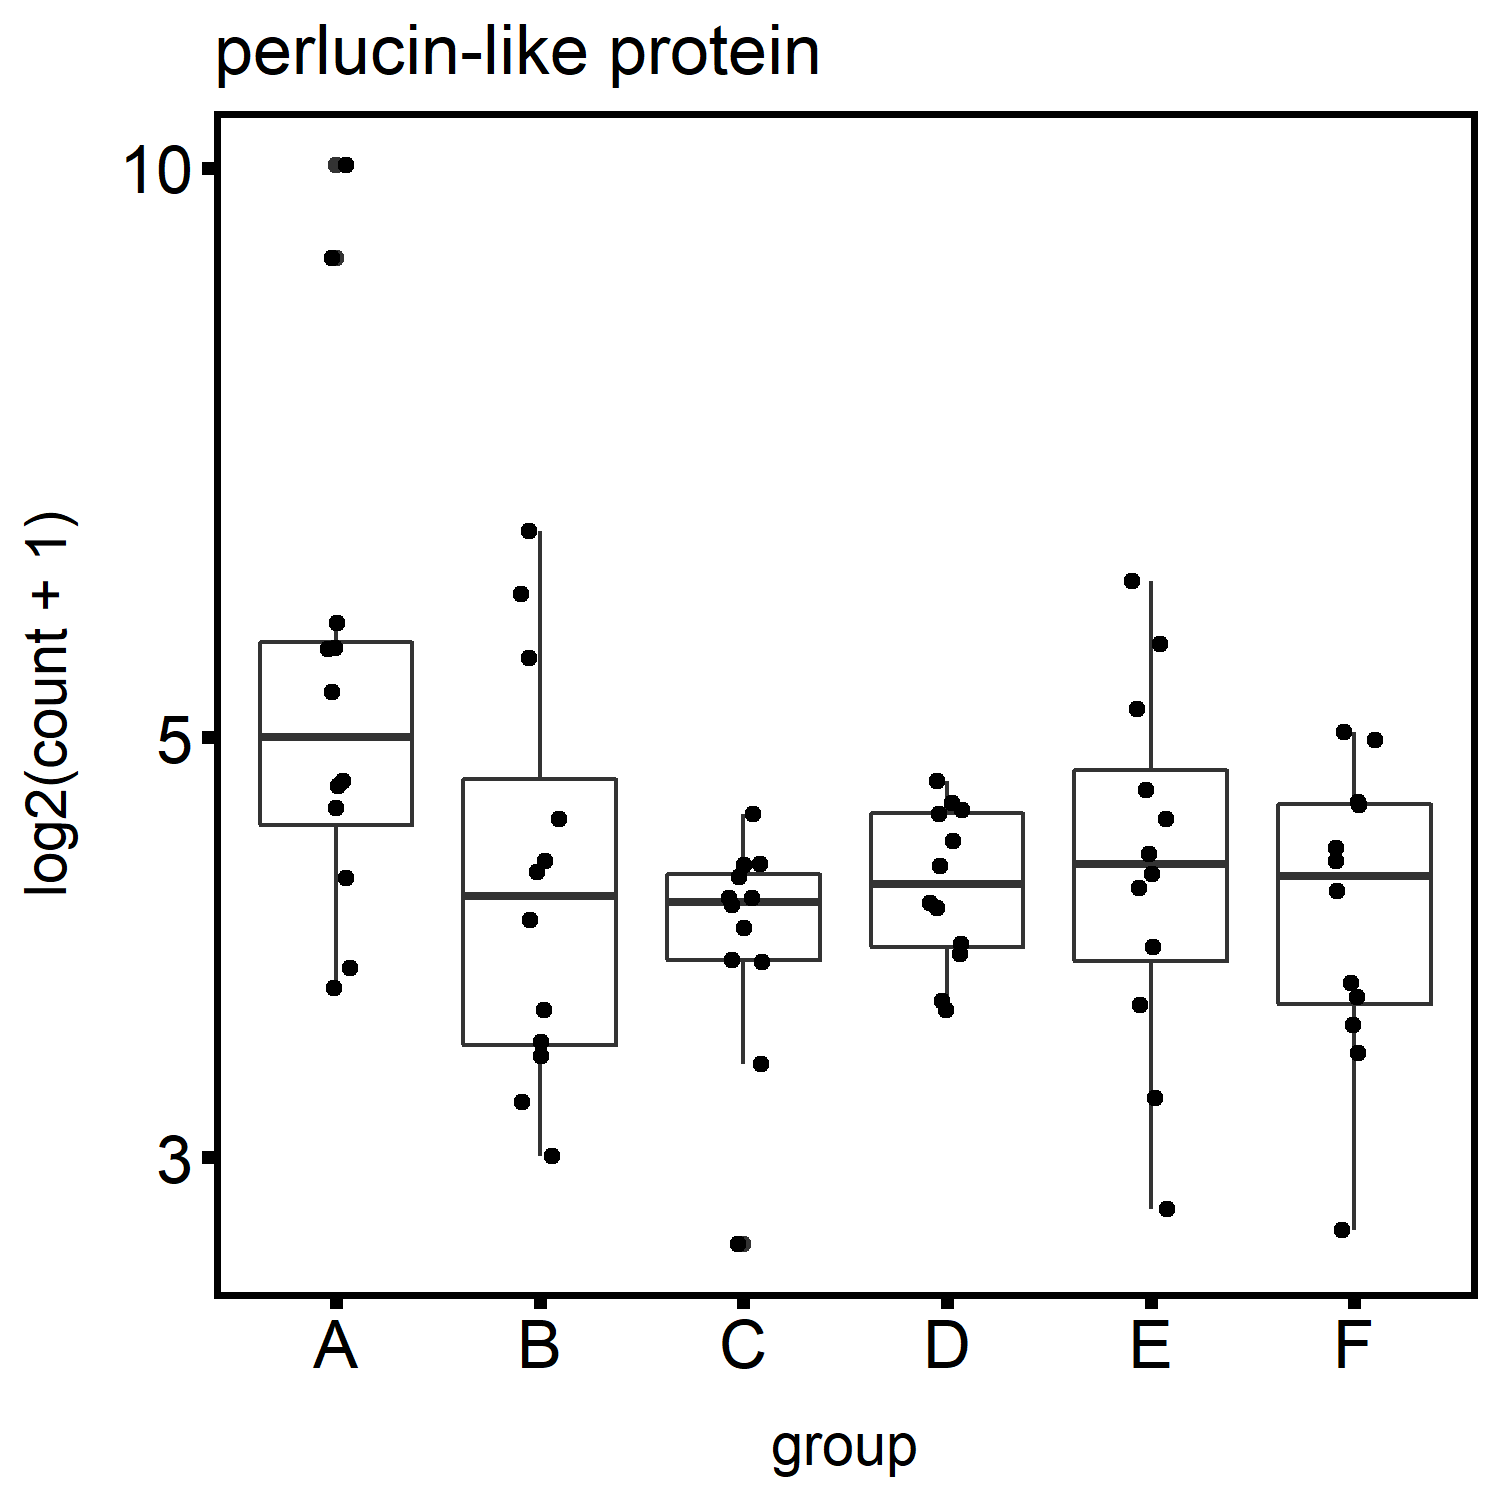 perlucin-like protein
10
5
3
log2(count + 1)
A B C D E F
group